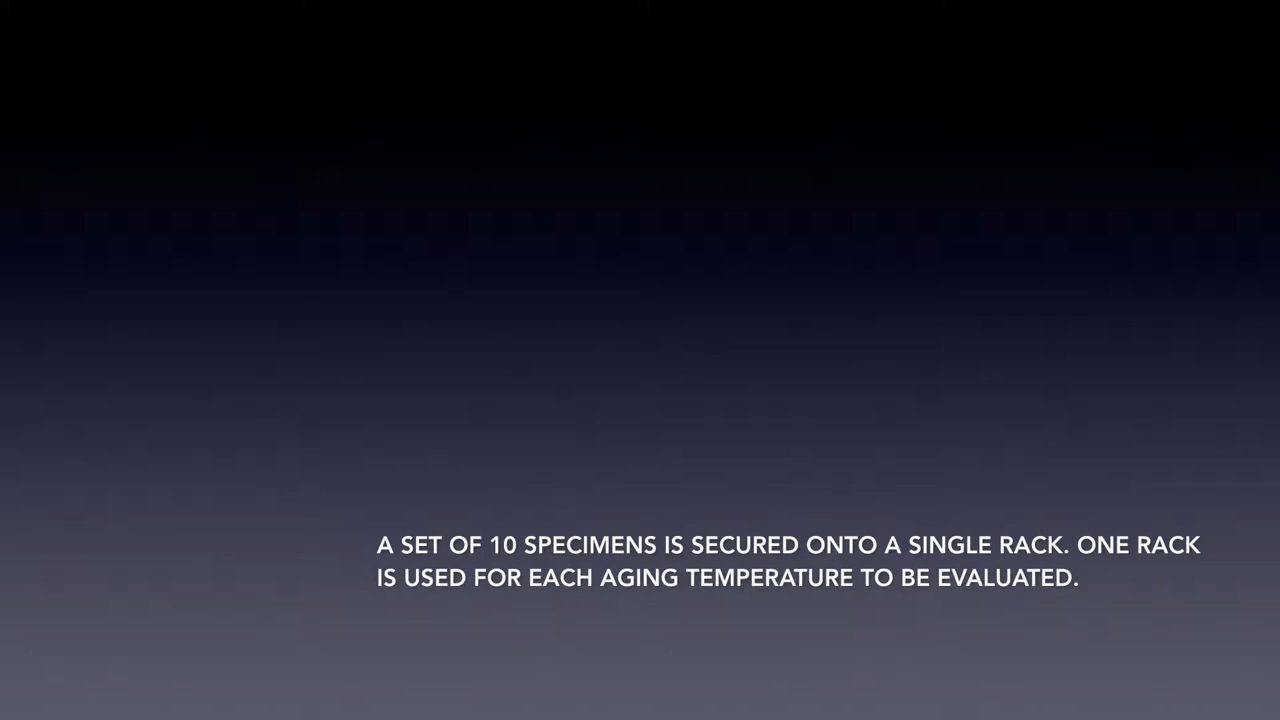 A SET OF 10 SPECIMENS IS SECURED ONTO A SINGLE RACK. ONE RACK
IS USED FOR EACH AGING TEMPERATURE TO BE EVALUATED.